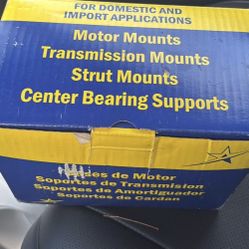 FOR DOMESTIC AND
IMPORT APPLICATIONS
Motor Mounts
Transmission Mounts
Strut Mounts
Center Bearing Supports
de Motor
Soportes de Transmision
Soportes de Amortiguador
Soportes de Cardan